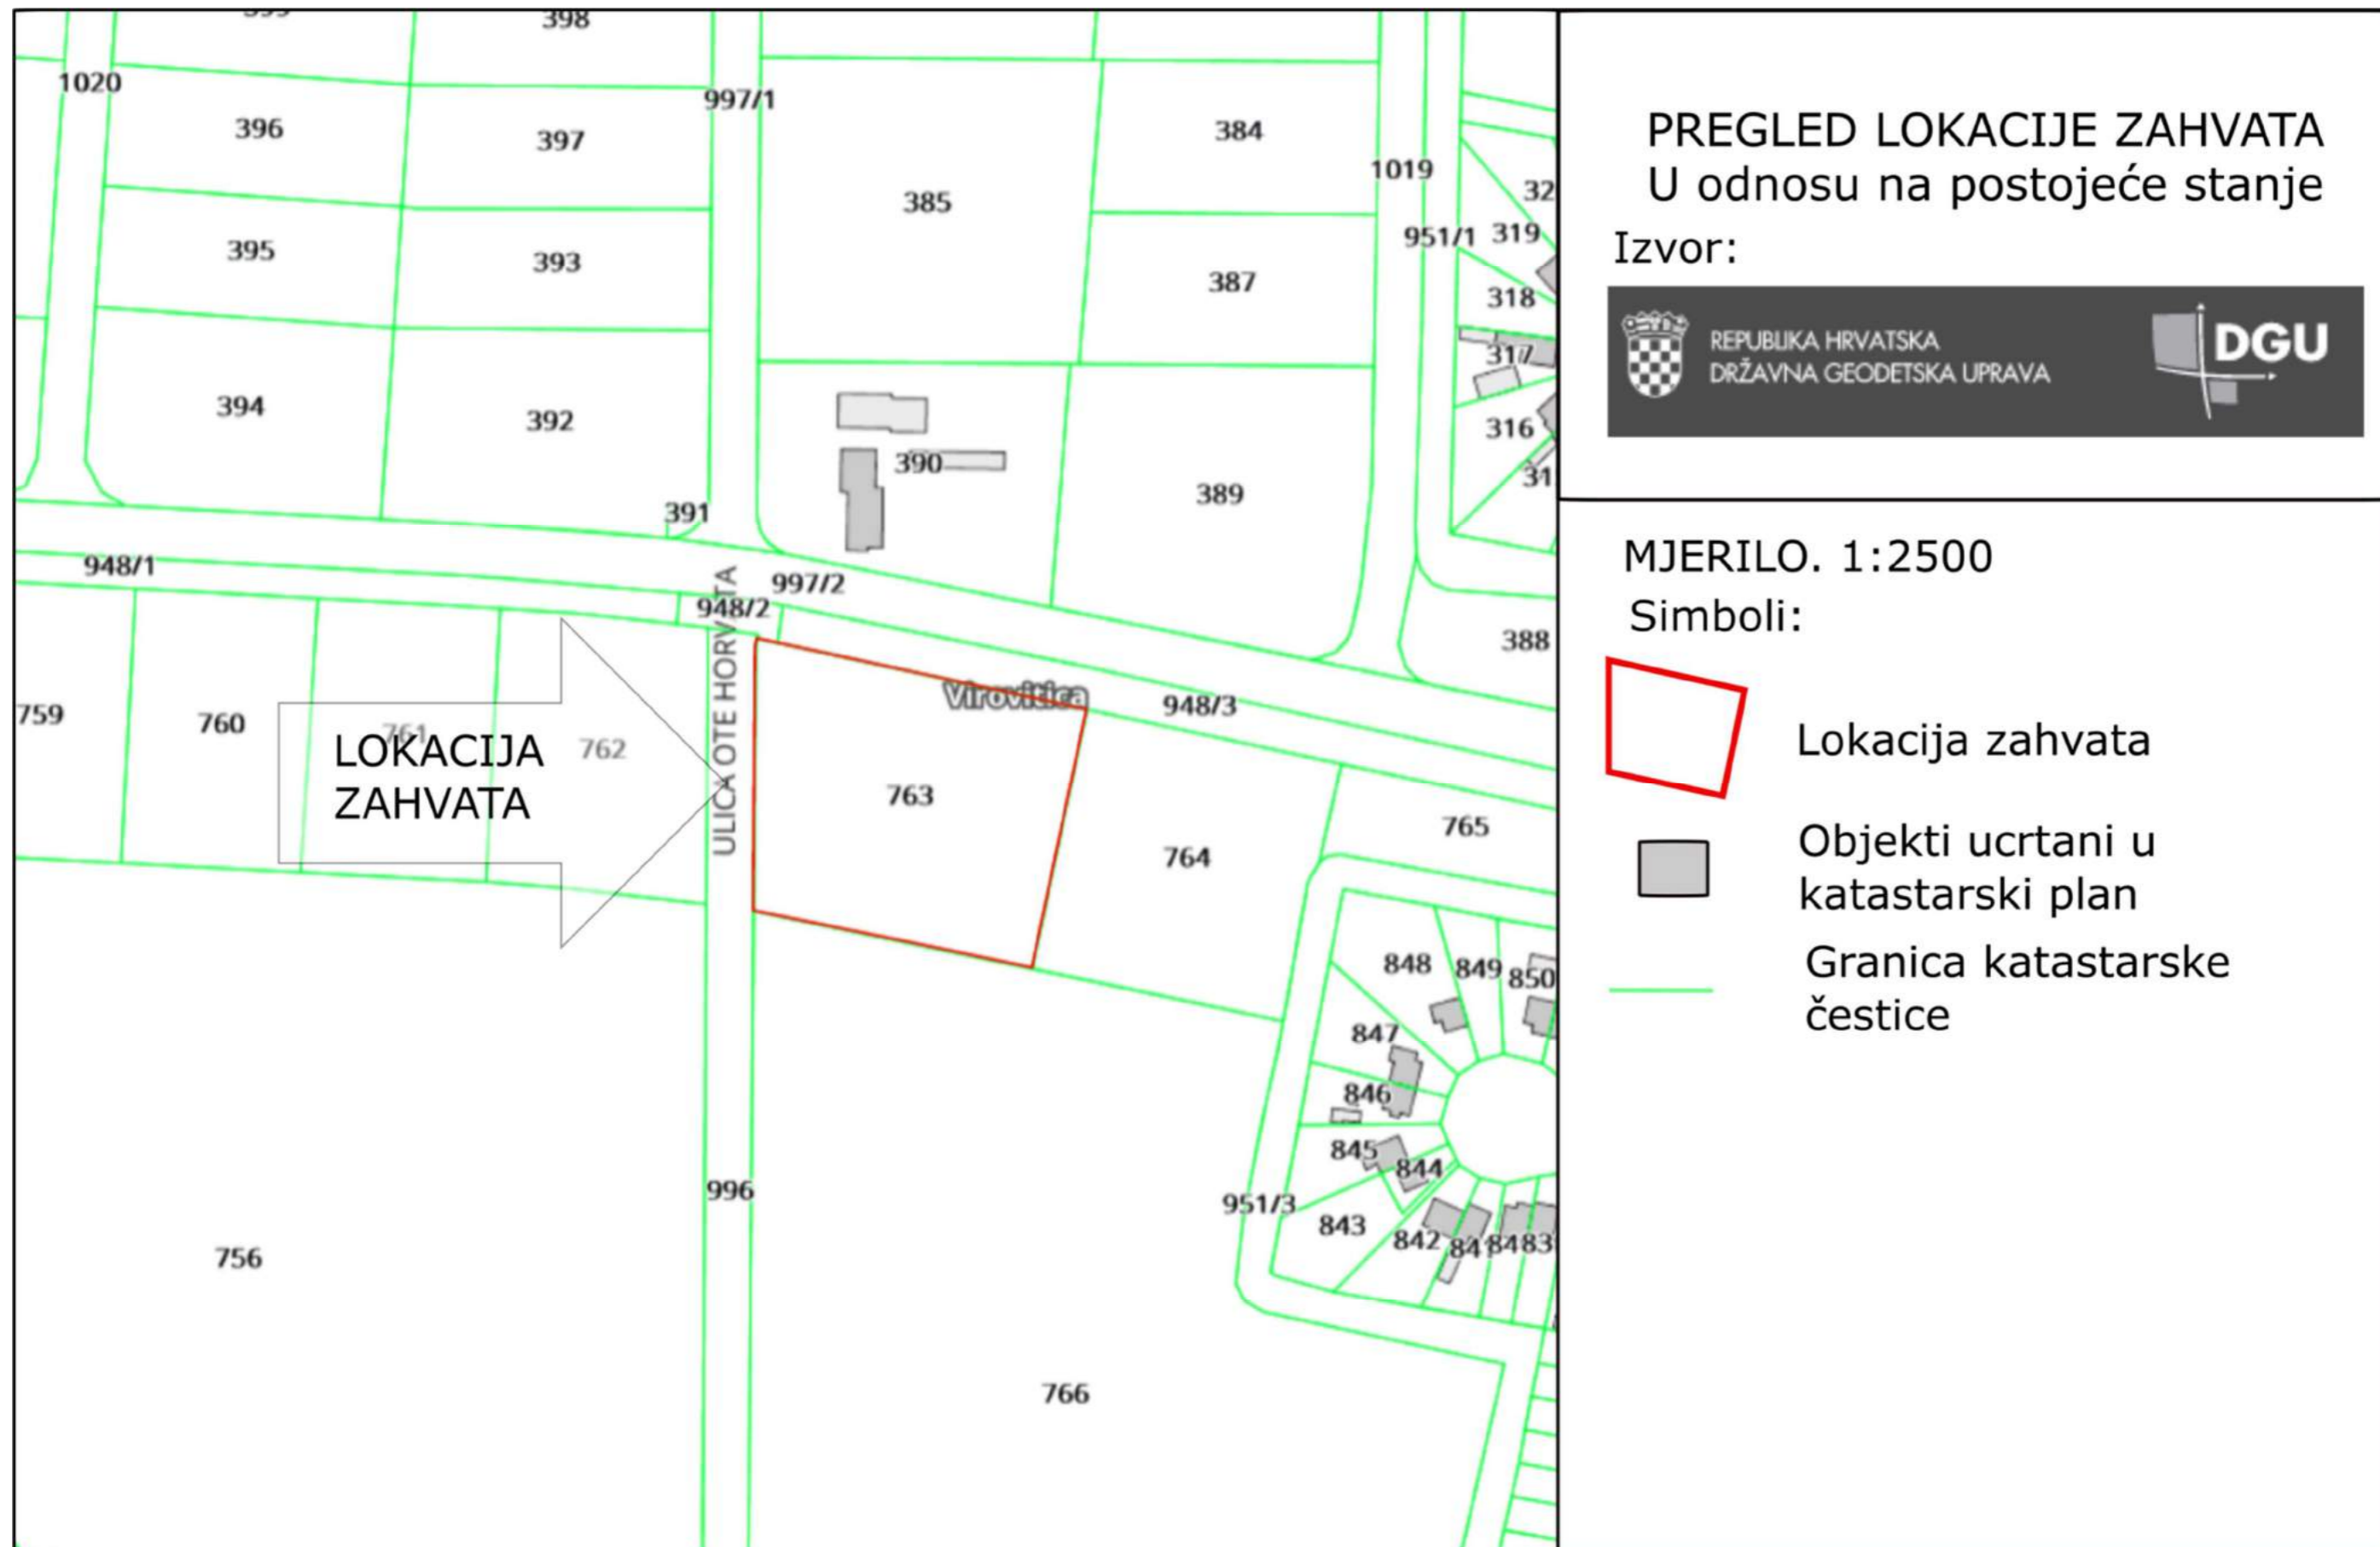 398
1020
997/1
396
397
384
1019
385
319
951/1
395
393
387
318
317
394
392
316
390
389
391
948/1
997/2
948/2
388
ULICA OTE HORVATA
Virovitica
948/3
759
760
761
762
LOKACIJA
ZAHVATA
763
764
765
848
849
850
847
846
845
844
951/3
843
842
996
756
766
PREGLED LOKACIJE ZAHVATA
U odnosu na postojeće stanje
Izvor:
REPUBLIKA HRVATSKA
DRŽAVNA GEODETSKA UPRAVA
DGU
MJERILO. 1:2500
Simboli:
Lokacija zahvata
Objekti ucrtani u
katastarski plan
Granica katastarske
čestice